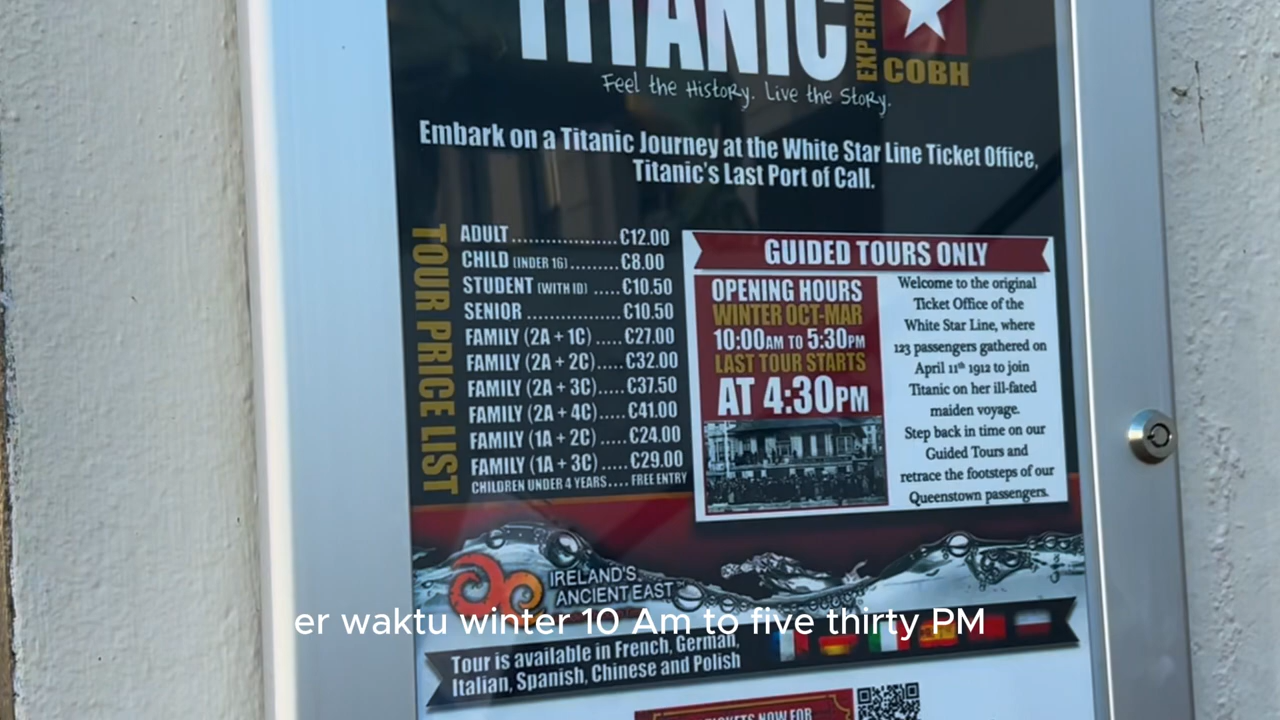 TITANIC
EXPERI
COBH
Feel the History. Live the Story.
Embark on a Titanic Journey at the White Star Line Ticket Office,
Titanic's Last Port of Call.
TOUR PRICE LIST
ADULT...................€12.00
CHILD (UNDER 16).........€8.00
STUDENT (WITH ID) .....€10.50
SENIOR .................€10.50
FAMILY (2A + 1C) .....€27.00
FAMILY (2A + 2C).....€32.00
FAMILY (2A + 3C).....€37.50
FAMILY (2A + 4C).....€41.00
FAMILY (1A + 2C) .....€24.00
FAMILY (1A + 3C) .....€29.00
CHILDREN UNDER 4 YEARS.... FREE ENTRY
GUIDED TOURS ONLY
OPENING HOURS
WINTER OCT-MAR
10:00AM TO 5:30PM
LAST TOUR STARTS
AT 4:30PM
Welcome to the original
Ticket Office of the
White Star Line, where
123 passengers gathered on
April 11th 1912 to join
Titanic on her ill-fated
maiden voyage.
Step back in time on our
Guided Tours and
retrace the footsteps of our
Queenstown passengers.
IRELAND'S
ANCIENT EAST
er waktu winter 10 Am to five thirty PM
Tour is available in French, German,
Italian, Spanish, Chinese and Polish
TICKETS NOW FOR